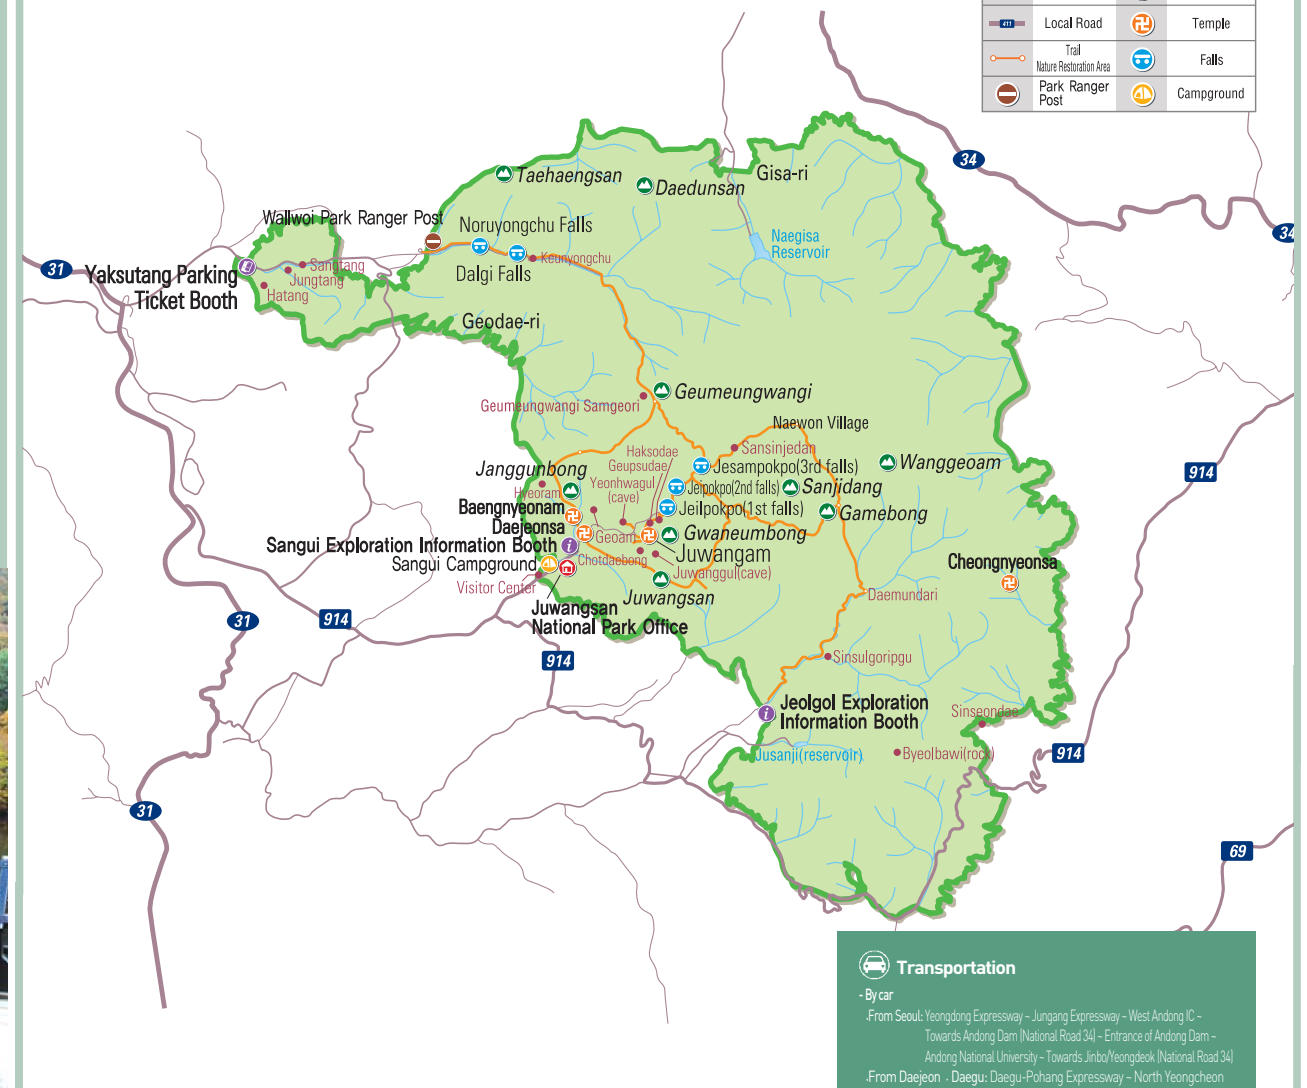 411
Local Road
Temple
Trail
Nature Restoration Area
Falls
Park Ranger
Post
Campground
34
Gisa-ri
Taehaengsan
Daedunsan
Wallwoi Park Ranger Post
Noruyongchu Falls
34
Naegisa
Reservoir
31
Yaksutang Parking
Ticket Booth
Sangtang
Jungtang
Hatang
Keunyongchu
Dalgi Falls
Geodae-ri
Geumeungwangi
Geumeungwangi Samgeori
Naewon Village
Haksodae
Geupsudae
Sansinjedan
Janggunbong
Yeonhwagul
(cave)
Jesampokpo(3rd falls)
Wanggeoam
914
Hyeoram
Jeipokpo(2nd falls)
Sanjidang
Baengnyeonam
Jeilpokpo(1st falls)
Gamebong
Daejeonsa
Geoam
Gwaneumbong
Sangui Exploration Information Booth
Juwangam
Sangui Campground
Chotdaebong
Juwanggul(cave)
Cheongnyeonsa
Visitor Center
Juwangsan
Daemundari
Juwangsan
National Park Office
31
914
914
Sinsulgoripgu
Jeolgol Exploration
Information Booth
Sinseondae
Jusanji(reservoir)
Byeolbawi(rock)
914
31
69
Transportation
- By car
·From Seoul: Yeongdong Expressway ~ Jungang Expressway ~ West Andong IC ~
Towards Andong Dam (National Road 34) ~ Entrance of Andong Dam ~
Andong National University ~ Towards Jinbo/Yeongdeok (National Road 34)
·From Daejeon · Daegu: Daegu-Pohang Expressway ~ North Yeongcheon